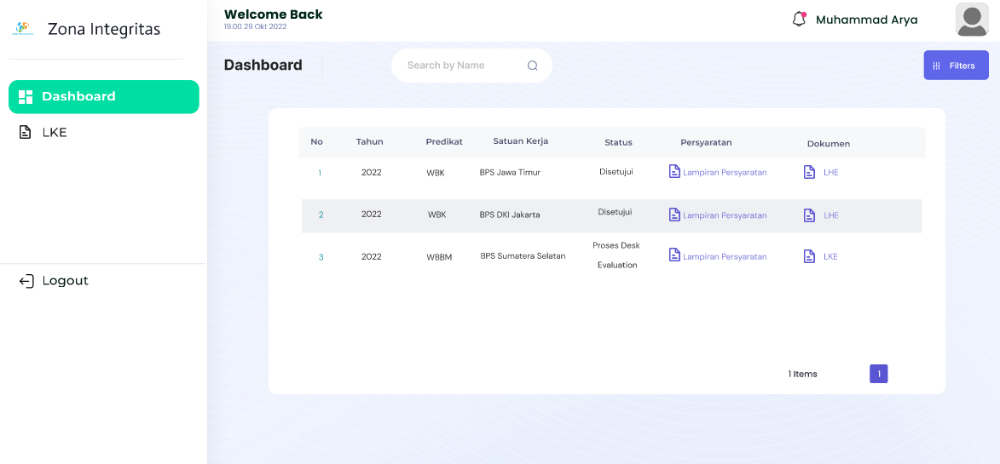 Zona Integritas
Welcome Back
19.00 29 Okt 2022
Muhammad Arya
Dashboard
LKE
Logout
Dashboard
Search by Name
Filters
No Tahun Predikat Satuan Kerja Status Persyaratan Dokumen
1 2022 WBK BPS Jawa Timur Disetujui Lampiran Persyaratan LHE
2 2022 WBK BPS DKI Jakarta Disetujui Lampiran Persyaratan LHE
3 2022 WBBM BPS Sumatera Selatan Proses Desk Evaluation Lampiran Persyaratan LKE
1 Items 1